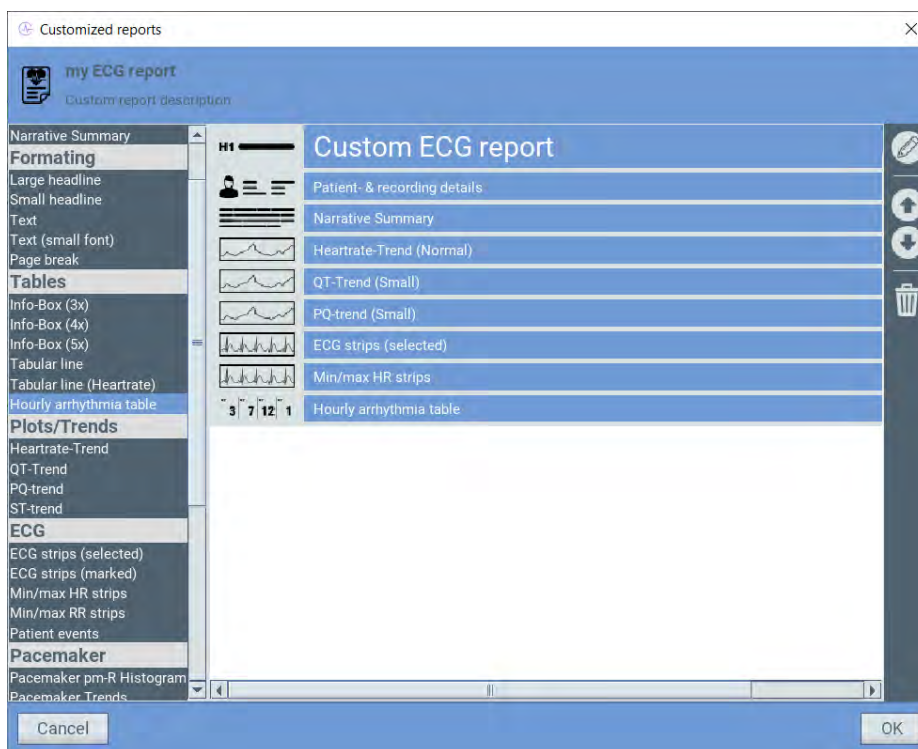 Customized reports
my ECG report
Custom report description
Narrative Summary
Formating
Large headline
Small headline
Text
Text (small font)
Page break
Tables
Info-Box (3x)
Info-Box (4x)
Info-Box (5x)
Tabular line
Tabular line (Heartrate)
Hourly arrhythmia table
Plots/Trends
Heartrate-Trend
QT-Trend
PQ-trend
ST-trend
ECG
ECG strips (selected)
ECG strips (marked)
Min/max HR strips
Min/max RR strips
Patient events
Pacemaker
Pacemaker pm-R Histogram
Pacemaker Trends
H1 Custom ECG report
Patient- & recording details
Narrative Summary
Heartrate-Trend (Normal)
QT-Trend (Small)
PQ-trend (Small)
ECG strips (selected)
Min/max HR strips
3 7 12 1 Hourly arrhythmia table
Cancel
OK